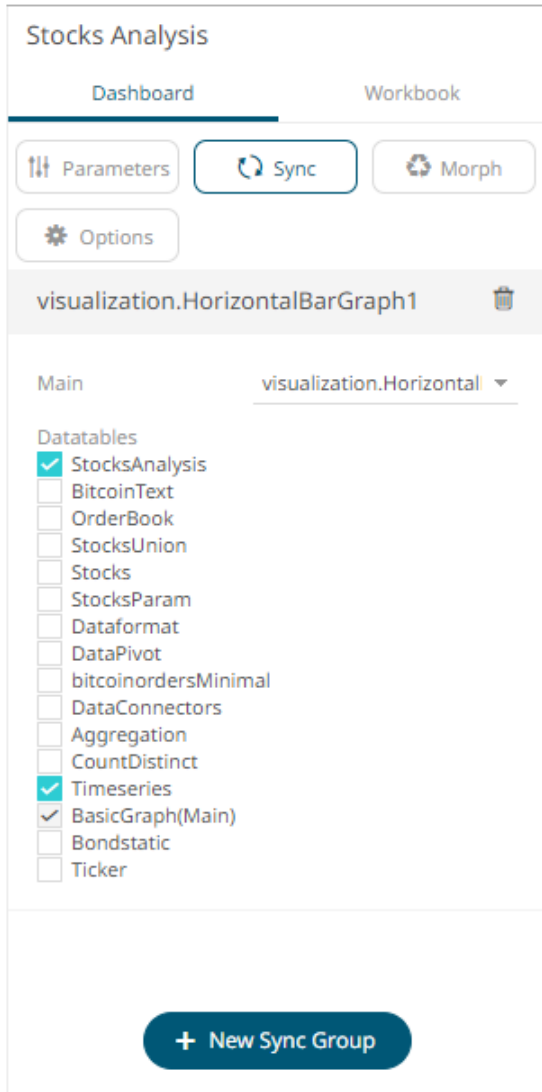 Stocks Analysis
Dashboard Workbook
Parameters Sync Morph
Options
visualization.HorizontalBarGraph1
Main visualization.Horizontal
Datatables
StocksAnalysis
BitcoinText
OrderBook
StocksUnion
Stocks
StocksParam
Dataformat
DataPivot
bitcoinordersMinimal
DataConnectors
Aggregation
CountDistinct
Timeseries
BasicGraph(Main)
Bondstatic
Ticker
+ New Sync Group